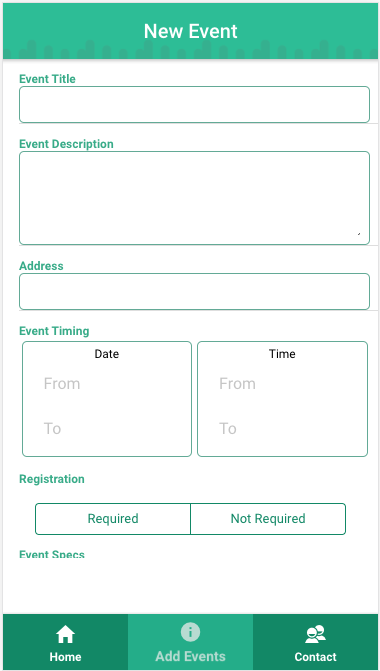 New Event
Event Title
Event Description
Address
Event Timing
Date Time
From From
To To
Registration
Required Not Required
Event Specs
Home Add Events Contact